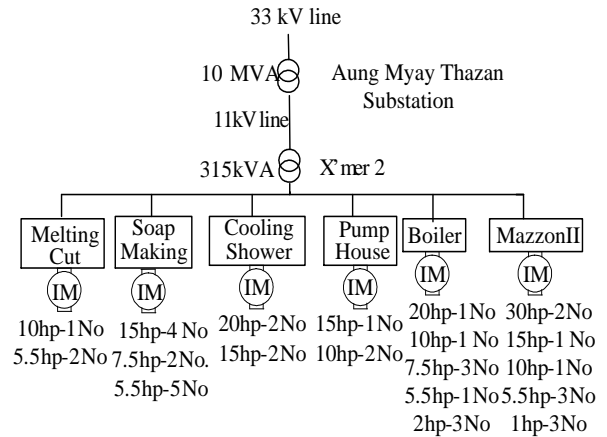 33 kV line
10 MVA
Aung Myay Thazan
Substation
11kV line
315kVA
X'mer 2
Melting
Cut
IM
10hp-1No
5.5hp-2No
Soap
Making
IM
15hp-4 No
7.5hp-2No.
5.5hp-5No
Cooling
Shower
IM
20hp-2No
15hp-2No
Pump
House
IM
15hp-1No
10hp-2No
Boiler
IM
20hp-1No
10hp-1No
7.5hp-3No
5.5hp-1No
2hp-3No
MazzonII
IM
30hp-2No
15hp-1 No
10hp-1No
5.5hp-3No
1hp-3No